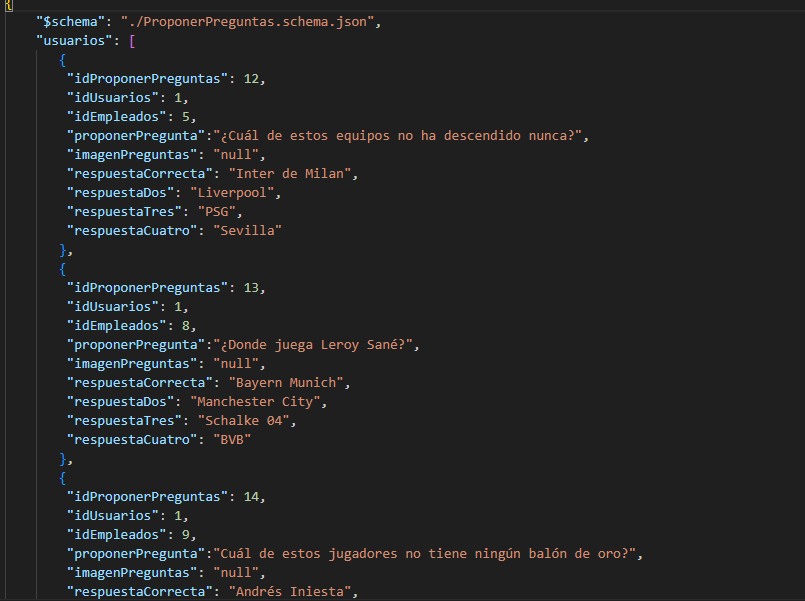 {
"$schema": "./ProponerPreguntas.schema.json",
"usuarios": [
{
"idProponerPreguntas": 12,
"idUsuarios": 1,
"idEmpleados": 5,
"proponerPregunta":"¿Cuál de estos equipos no ha descendido nunca?",
"imagenPreguntas": "null",
"respuestaCorrecta": "Inter de Milan",
"respuestaDos": "Liverpool",
"respuestaTres": "PSG",
"respuestaCuatro": "Sevilla"
},
{
"idProponerPreguntas": 13,
"idUsuarios": 1,
"idEmpleados": 8,
"proponerPregunta":"¿Donde juega Leroy Sané?",
"imagenPreguntas": "null",
"respuestaCorrecta": "Bayern Munich",
"respuestaDos": "Manchester City",
"respuestaTres": "Schalke 04",
"respuestaCuatro": "BVB"
},
{
"idProponerPreguntas": 14,
"idUsuarios": 1,
"idEmpleados": 9,
"proponerPregunta":"Cuál de estos jugadores no tiene ningún balón de oro?",
"imagenPreguntas": "null",
"respuestaCorrecta": "Andrés Iniesta",